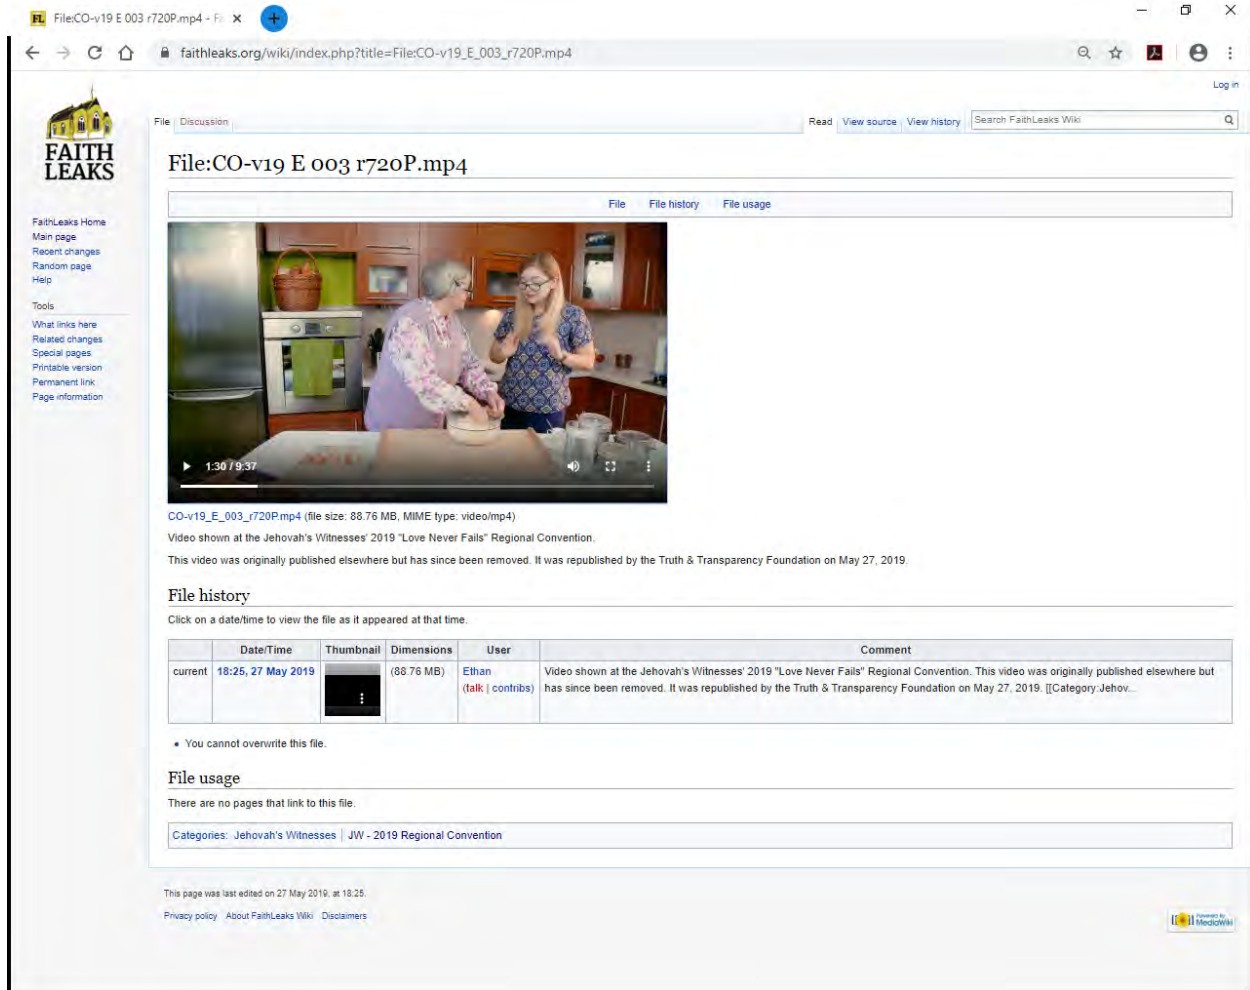 FL File:CO-v19 E 003 r720P.mp4 - F
faithleaks.org/wiki/index.php?title=File:CO-v19_E_003_r720P.mp4
Log in
FAITH
LEAKS
File Discussion Read View source View history Search FaithLeaks Wiki
File:CO-v19 E 003 r720P.mp4
File File history File usage
FaithLeaks Home
Main page
Recent changes
Random page
Help
Tools
What links here
Related changes
Special pages
Printable version
Permanent link
Page information
1:30 / 9:37
CO-v19_E_003_r720P.mp4 (file size: 88.76 MB, MIME type: video/mp4)
Video shown at the Jehovah's Witnesses' 2019 "Love Never Fails" Regional Convention.
This video was originally published elsewhere but has since been removed. It was republished by the Truth & Transparency Foundation on May 27, 2019.
File history
Click on a date/time to view the file as it appeared at that time.
Date/Time Thumbnail Dimensions User Comment
current 18:25, 27 May 2019 (88.76 MB) Ethan Video shown at the Jehovah's Witnesses' 2019 "Love Never Fails" Regional Convention. This video was originally published elsewhere but
(talk | contribs) has since been removed. It was republished by the Truth & Transparency Foundation on May 27, 2019. [[Category:Jehov...
• You cannot overwrite this file.
File usage
There are no pages that link to this file.
Categories: Jehovah's Witnesses | JW - 2019 Regional Convention
This page was last edited on 27 May 2019, at 18:25.
Privacy policy About FaithLeaks Wiki Disclaimers
Powered by
MediaWiki